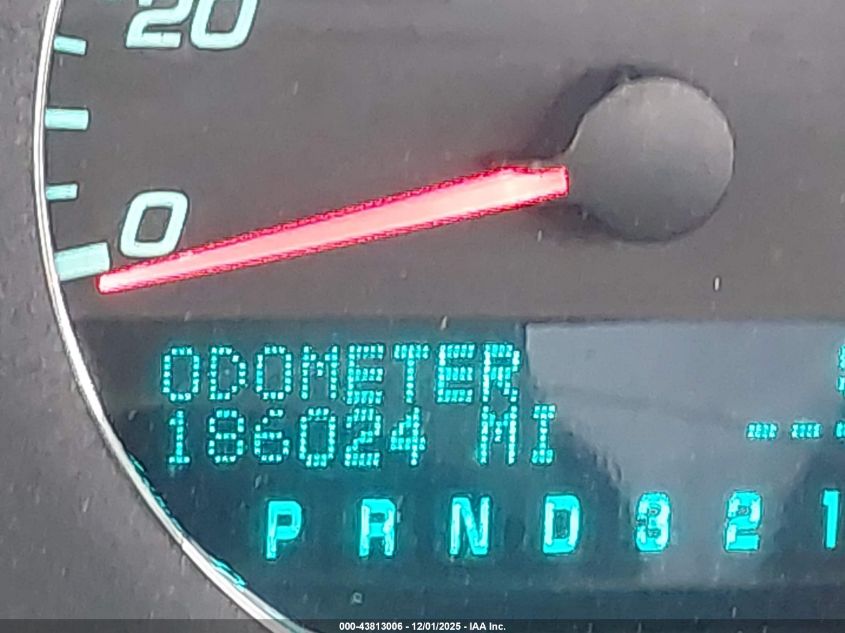 20
0
ODOMETER
186024 MI
---
P R N D 3 2 1
000-43813006 - 12/01/2025 - IAA Inc.